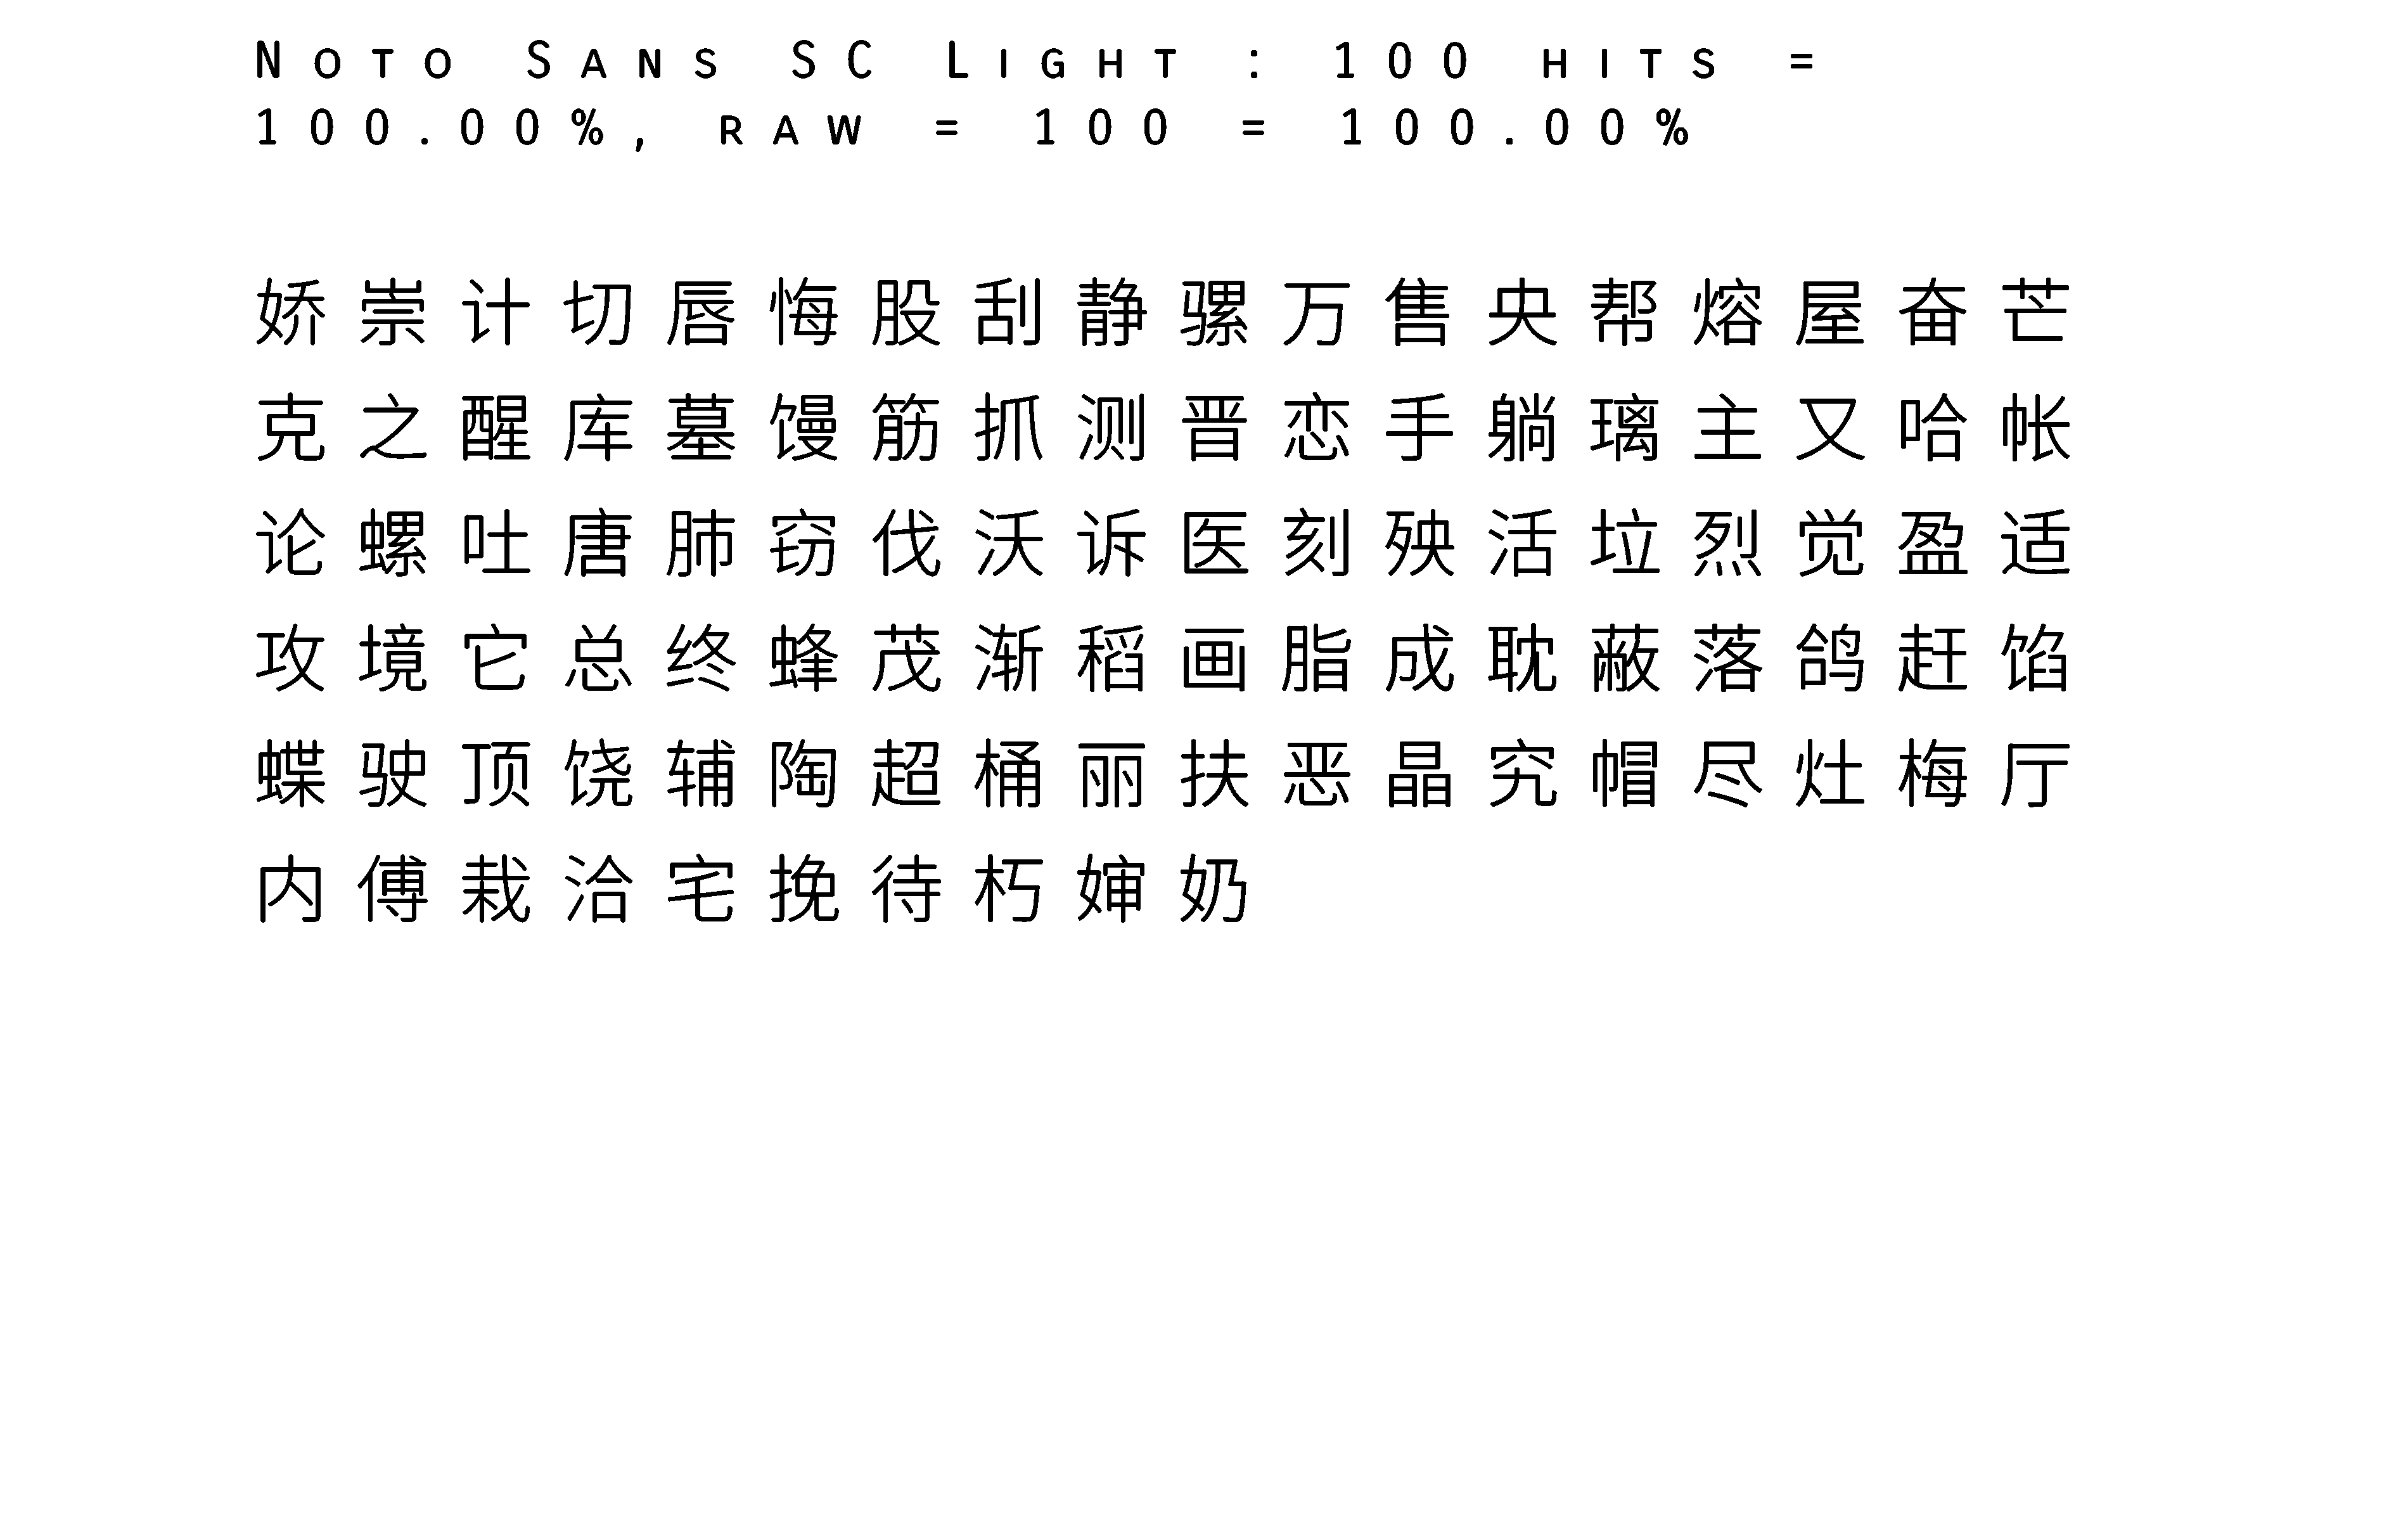 Noto Sans SC Light : 100 hits =
100.00%, raw = 100 = 100.00%
娇崇计切唇悔股刮静骡万售央帮熔屋奋芒
克之醒库墓馒筋抓测晋恋手躺璃主又哈帐
论螺吐唐肺窃伐沃诉医刻殃活垃烈觉盈适
攻境它总终蜂茂渐稻画脂成耽蔽落鸽赶馅
蝶驶顶饶辅陶超桶丽扶恶晶究帽尽灶梅厅
内傅栽洽宅挽待朽婶奶